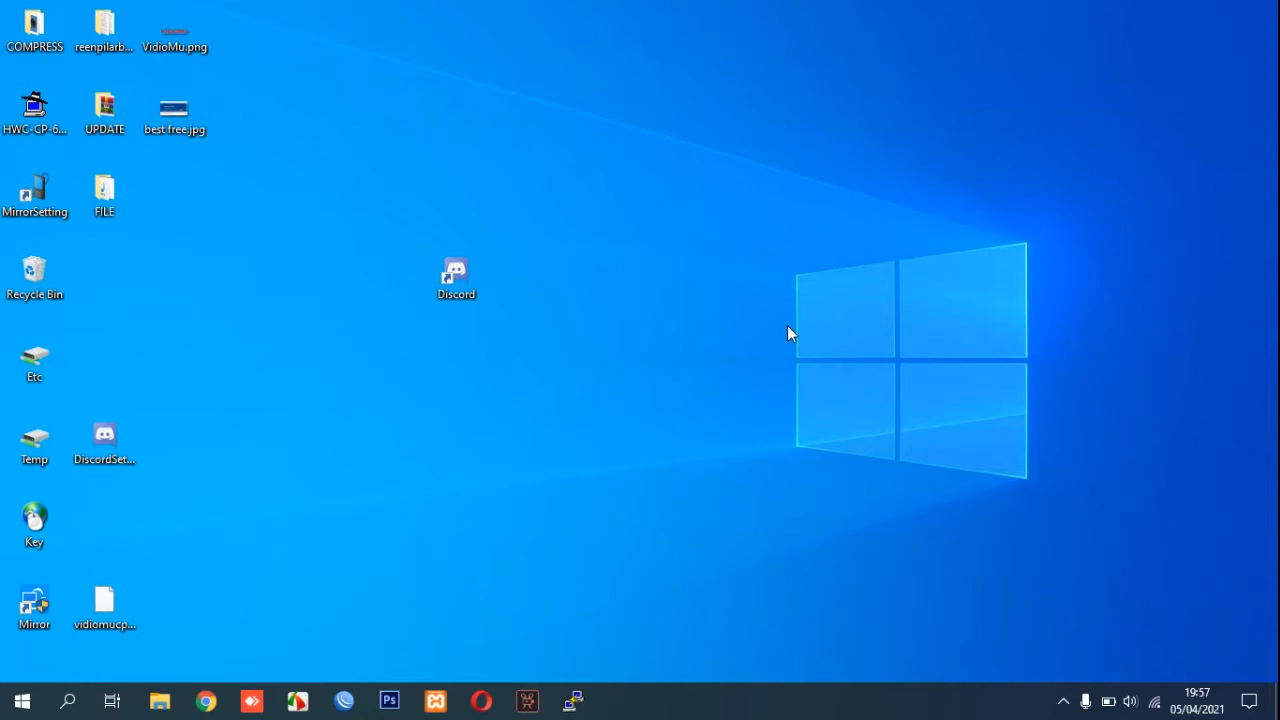 COMPRESS
reenpilarb...
VidioMu.png
HWC-CP-6...
UPDATE
best free.jpg
MirrorSetting
FILE
Recycle Bin
Discord
Etc
Temp
DiscordSet...
Key
Mirror
vidiomucp...
Ps
19:57
05/04/2021